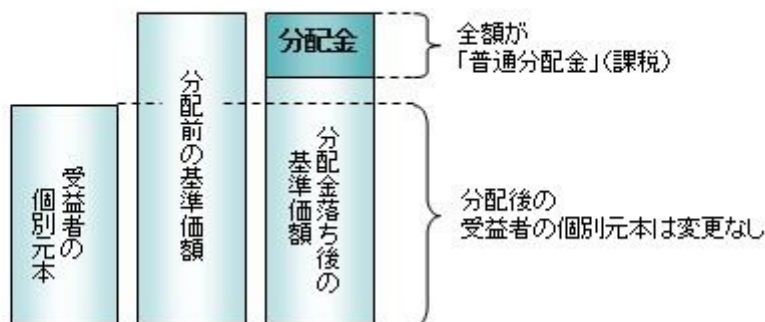 受益者の
個別元本
分配前の基準価額
分配金
分配金落ち後の
基準価額
全額が
「普通分配金」(課税)
分配後の
受益者の個別元本は変更なし